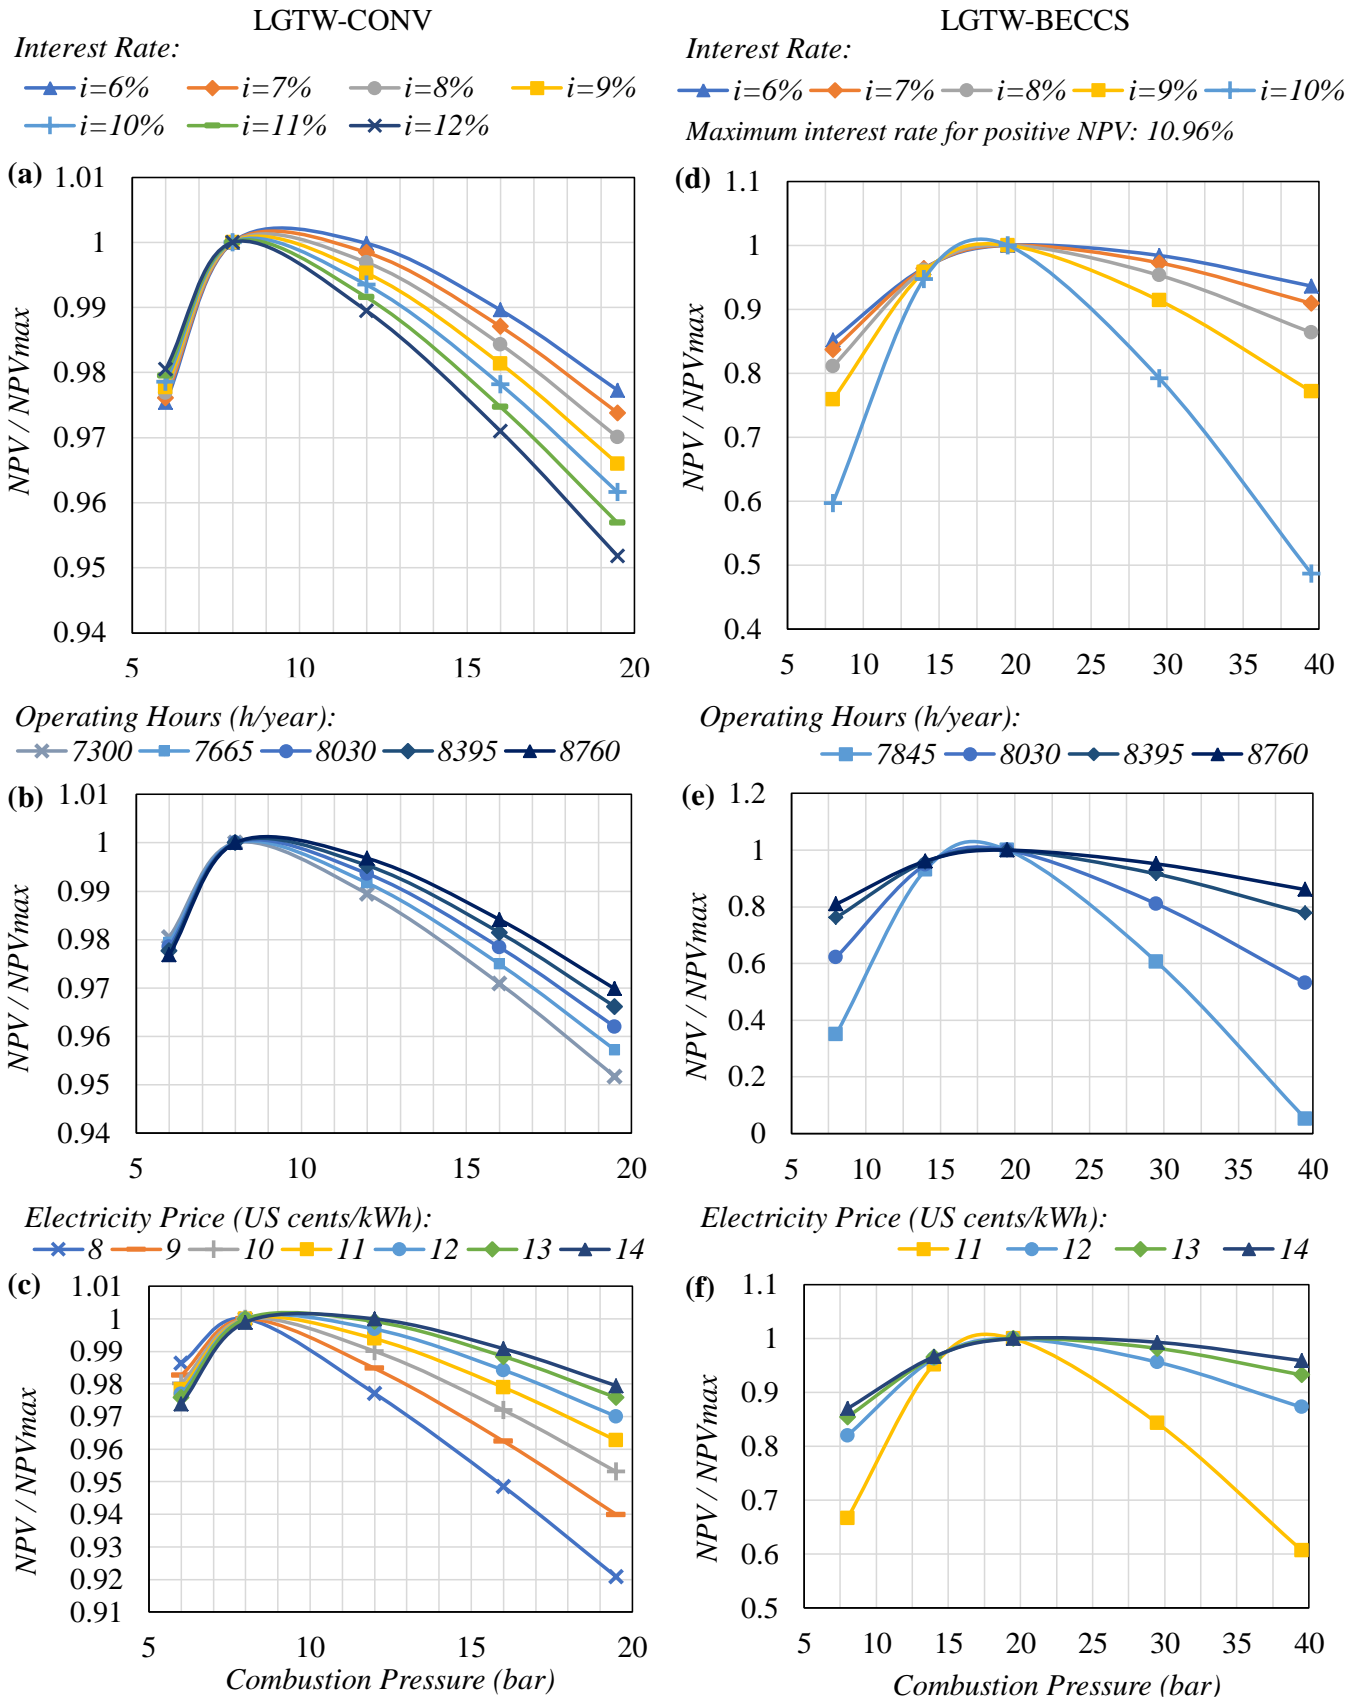 LGTW-CONV
Interest Rate:
i=6% i=7% i=8% i=9%
i=10% i=11% i=12%
(a)
1.01
1
0.99
0.98
0.97
0.96
0.95
0.94
NPV / NPVmax
5 10 15 20
LGTW-BECCS
Interest Rate:
i=6% i=7% i=8% i=9% i=10%
Maximum interest rate for positive NPV: 10.96%
(d)
1.1
1
0.9
0.8
0.7
0.6
0.5
0.4
NPV / NPVmax
5 10 15 20 25 30 35 40
Operating Hours (h/year):
7300 7665 8030 8395 8760
(b)
1.01
1
0.99
0.98
0.97
0.96
0.95
0.94
NPV / NPVmax
5 10 15 20
Operating Hours (h/year):
7845 8030 8395 8760
(e)
1.2
1
0.8
0.6
0.4
0.2
0
NPV / NPVmax
5 10 15 20 25 30 35 40
Electricity Price (US cents/kWh):
8 9 10 11 12 13 14
(c)
1.01
1
0.99
0.98
0.97
0.96
0.95
0.94
0.93
0.92
0.91
NPV / NPVmax
5 10 15 20
Combustion Pressure (bar)
Electricity Price (US cents/kWh):
11 12 13 14
(f)
1.1
1
0.9
0.8
0.7
0.6
0.5
NPV / NPVmax
5 10 15 20 25 30 35 40
Combustion Pressure (bar)